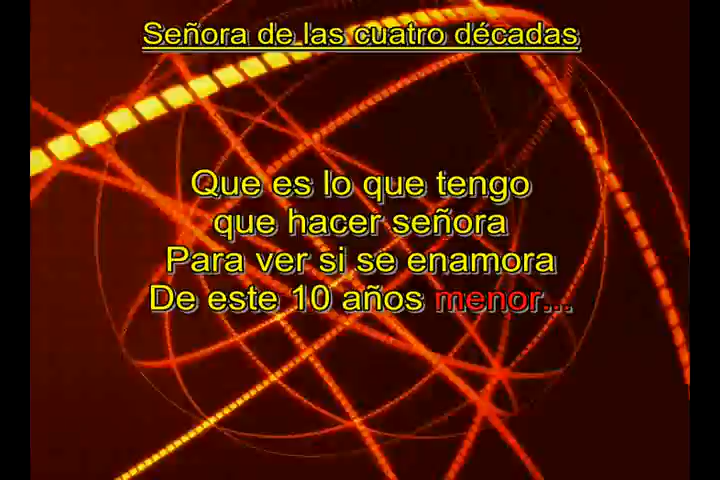 Señora de las cuatro décadas
Que es lo que tengo
que hacer señora
Para ver si se enamora
De este 10 años menor...